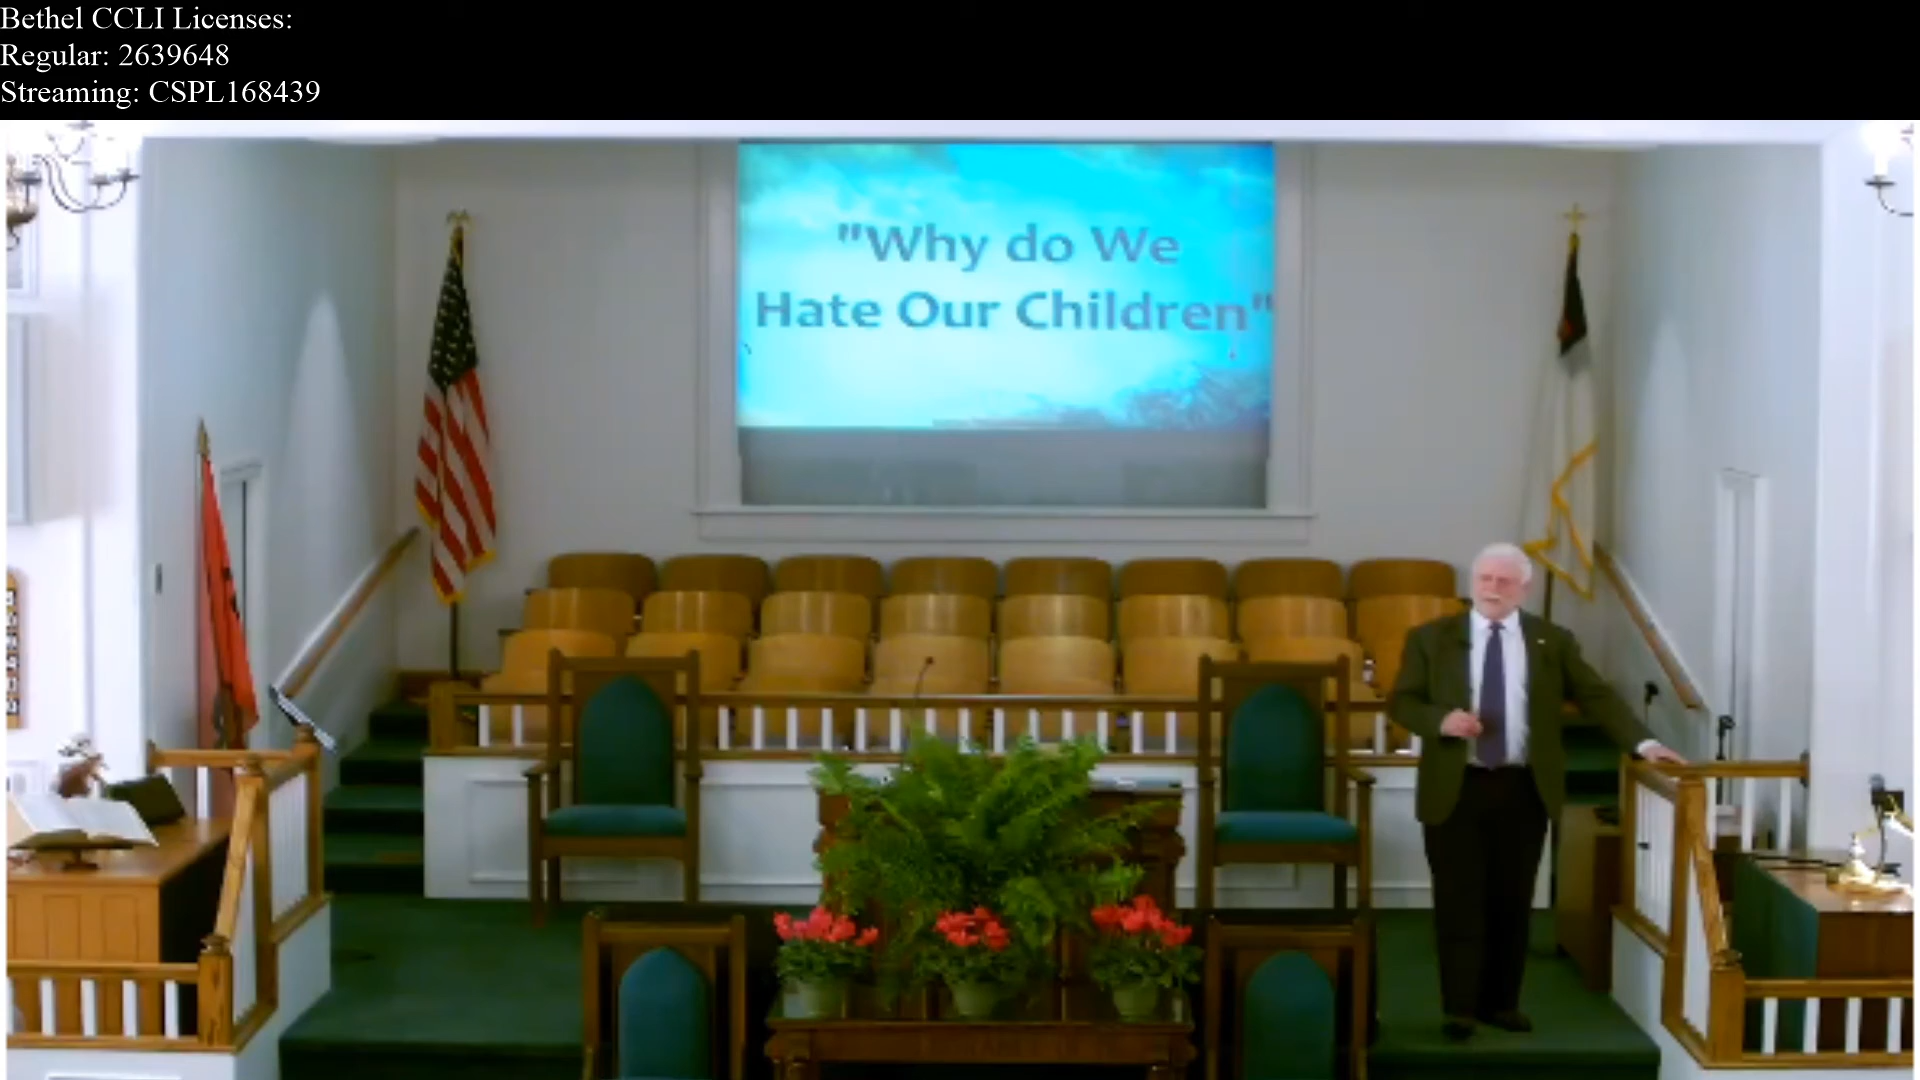 Bethel CCLI Licenses:
Regular: 2639648
Streaming: CSPL168439
"Why do We
Hate Our Children"